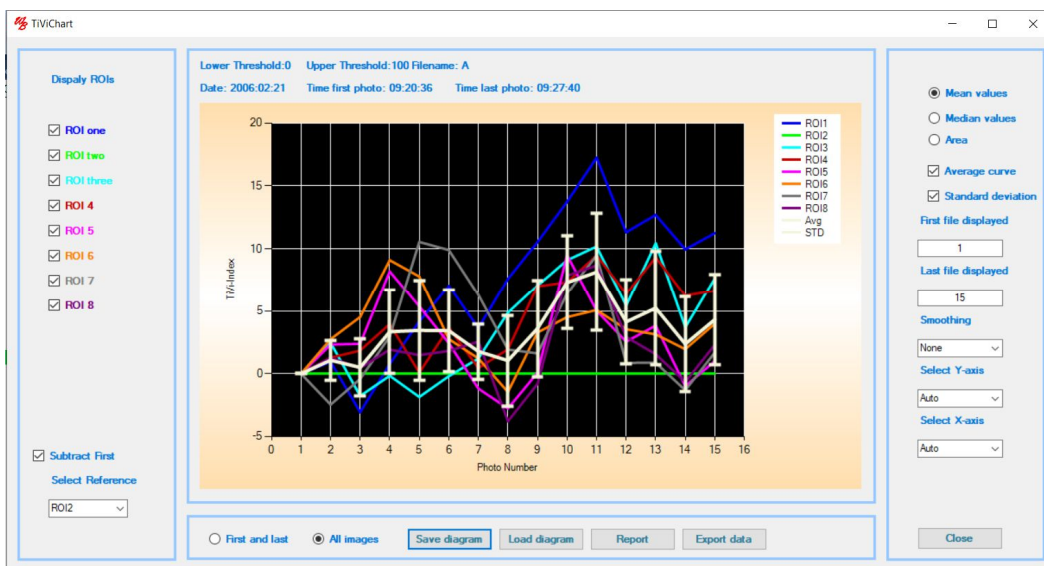 TiViChart
Dispaly ROIs
ROI one
ROI two
ROI three
ROI 4
ROI 5
ROI 6
ROI 7
ROI 8
Subtract First
Select Reference
ROI2
Lower Threshold:0 Upper Threshold:100 Filename: A
Date: 2006:02:21 Time first photo: 09:20:36 Time last photo: 09:27:40
20
15
10
5
0
-5
TiVi-Index
0 1 2 3 4 5 6 7 8 9 10 11 12 13 14 15 16
Photo Number
ROI1
ROI2
ROI3
ROI4
ROI5
ROI6
ROI7
ROI8
Avg
STD
First and last All images Save diagram Load diagram Report Export data
Mean values
Median values
Area
Average curve
Standard deviation
First file displayed
1
Last file displayed
15
Smoothing
None
Select Y-axis
Auto
Select X-axis
Auto
Close